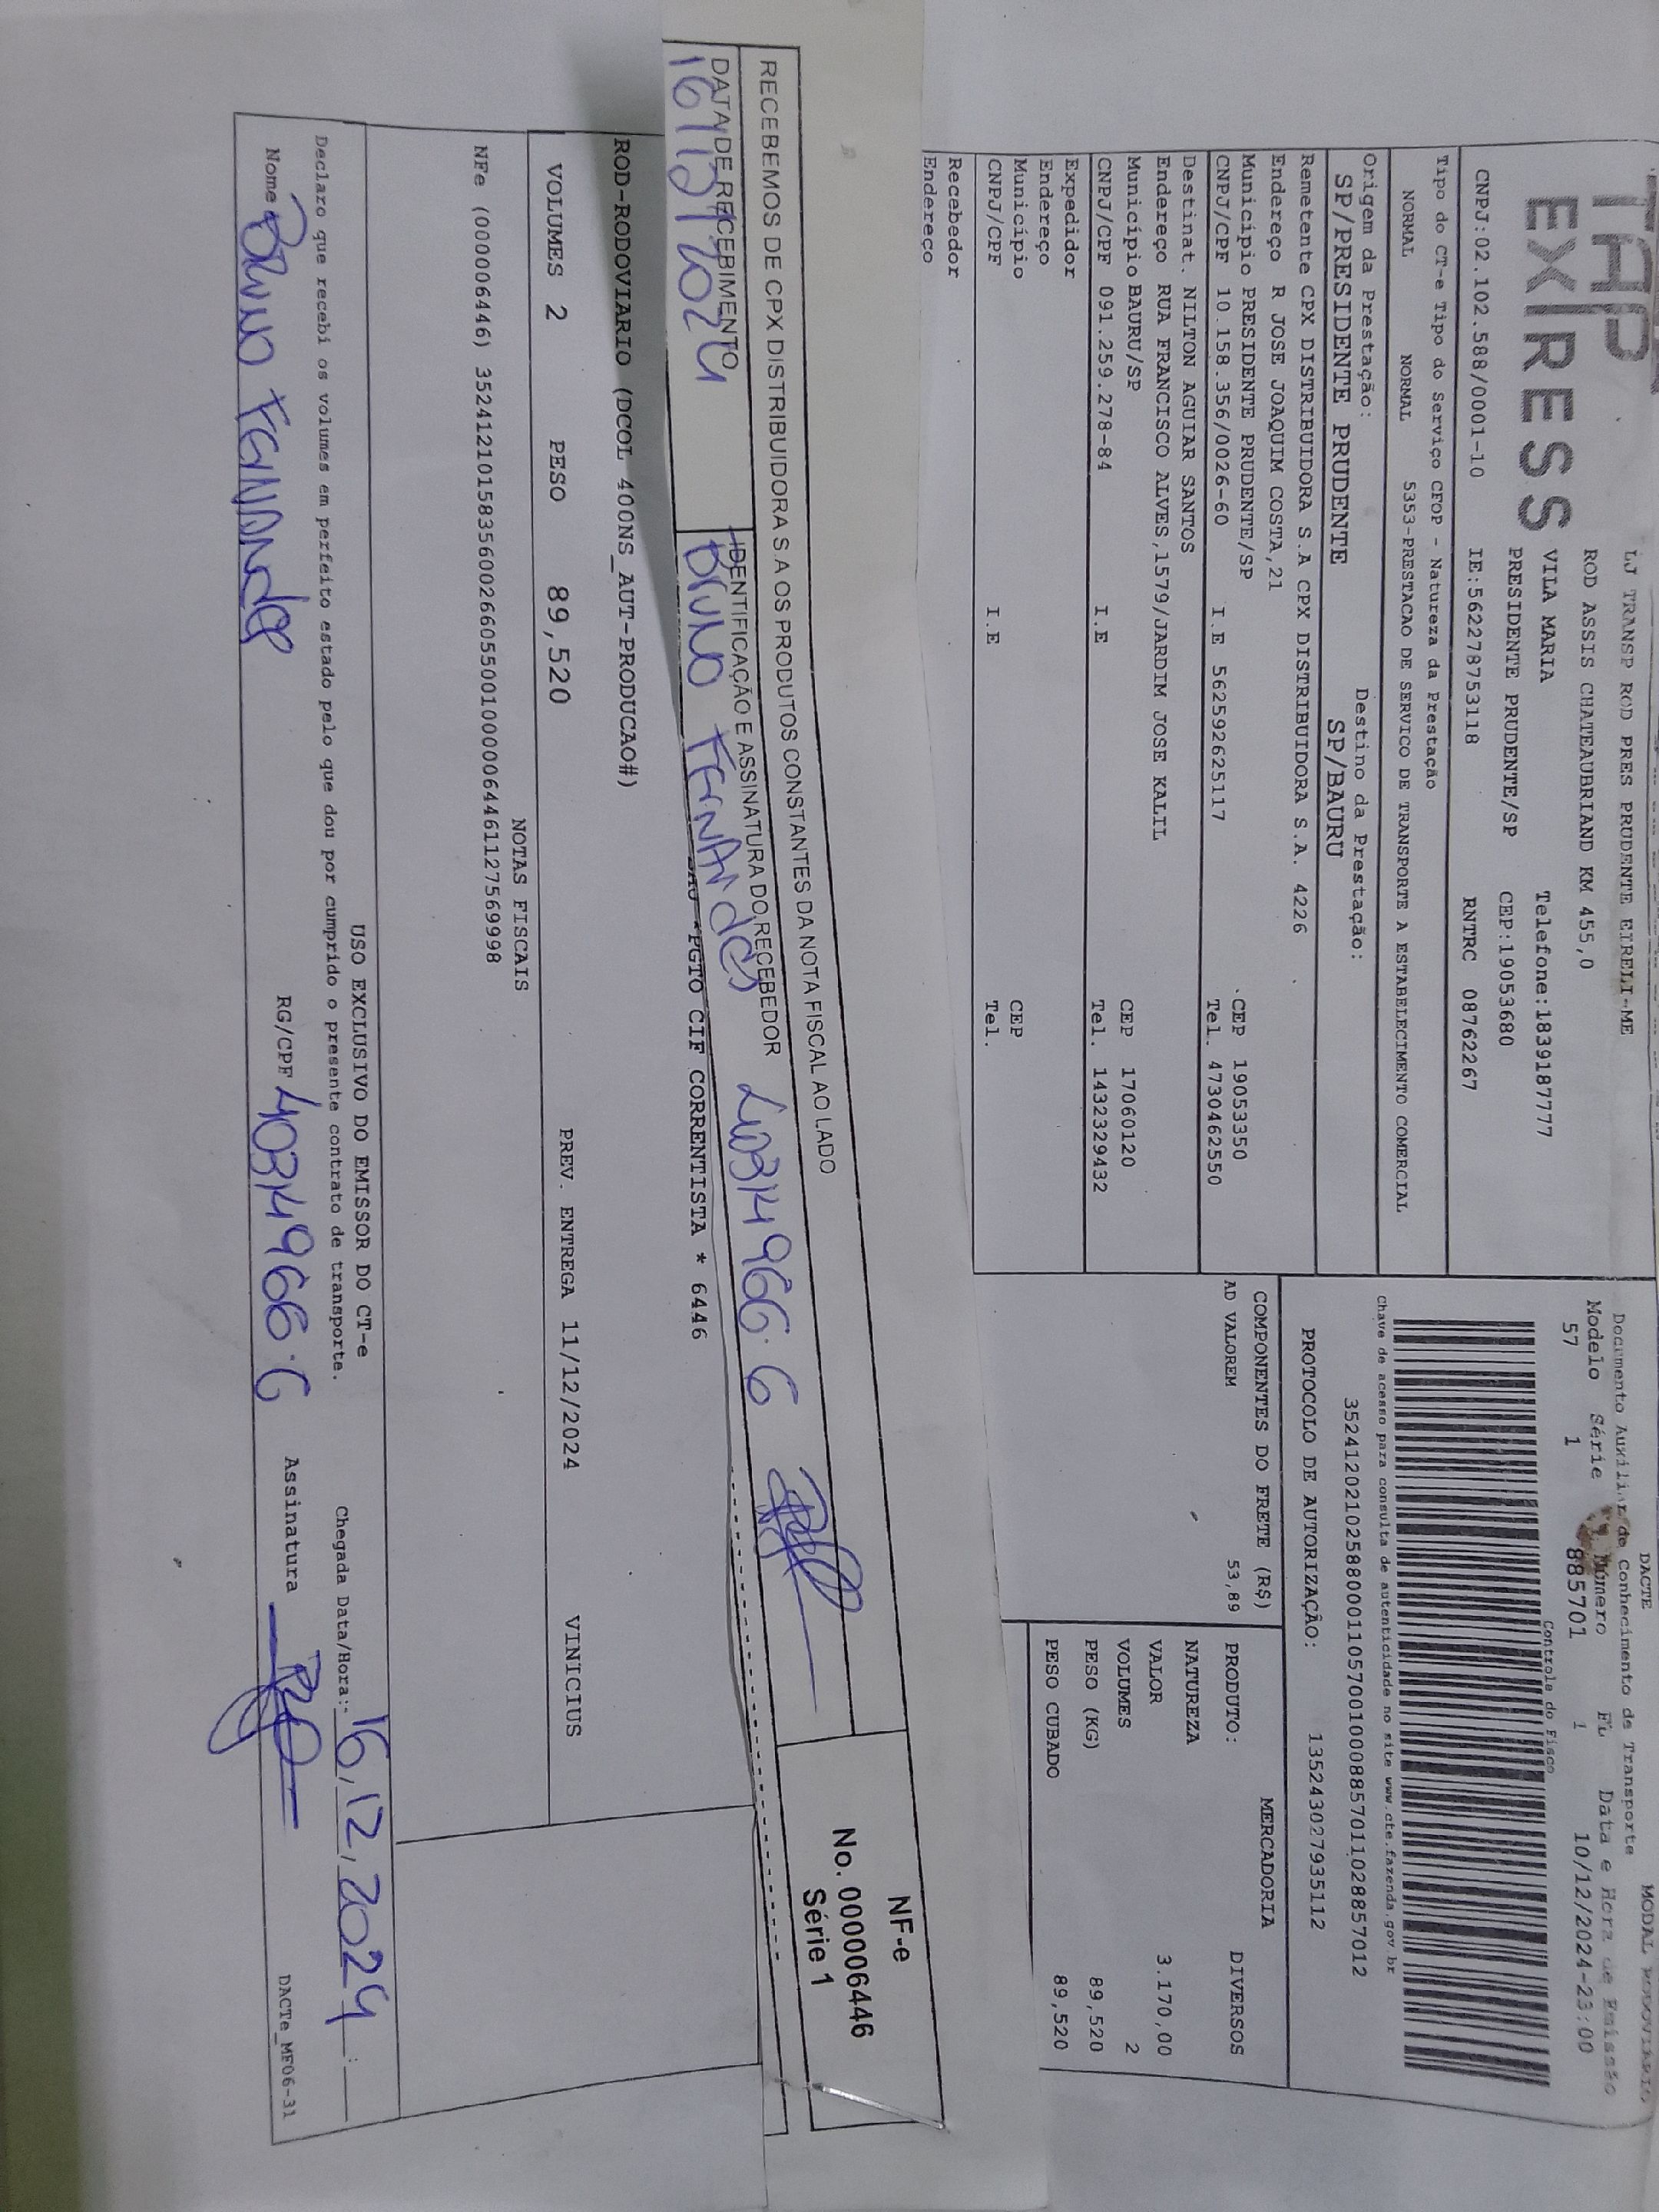 TAP
EXPRESS
LJ TRANSP ROD PRES PRUDENTE EIRELI-ME
ROD ASSIS CHATEAUBRIAND KM 455,0
VILA MARIA Telefone:1839187777
PRESIDENTE PRUDENTE/SP CEP:19053680
CNPJ:02.102.588/0001-10 IE:562278753118 RNTRC 08762267
Tipo do CT-e Tipo do Serviço CFOP - Natureza da Prestação
NORMAL NORMAL 5353-PRESTACAO DE SERVICO DE TRANSPORTE A ESTABELECIMENTO COMERCIAL
Origem da Prestação: Destino da Prestação:
SP/PRESIDENTE PRUDENTE SP/BAURU
Remetente CPX DISTRIBUIDORA S.A CPX DISTRIBUIDORA S.A. 4226
Endereço R JOSE JOAQUIM COSTA,21
Município PRESIDENTE PRUDENTE/SP CEP 19053350
CNPJ/CPF 10.158.356/0026-60 I.E 562592625117 Tel. 4730462550
Destinat. NILTON AGUIAR SANTOS
Endereço RUA FRANCISCO ALVES,1579/JARDIM JOSE KALIL
Município BAURU/SP CEP 17060120
CNPJ/CPF 091.259.278-84 I.E Tel. 1432329432
Expedidor
Endereço
Município CEP
CNPJ/CPF I.E Tel.
Recebedor
Endereço
DACTE MODAL RODOVIÁRIO
Documento Auxiliar de Conhecimento de Transporte
Modelo Série Número FL Data e Hora de Emissão
57 1 885701 1 10/12/2024-23:00
Controle do Fisco
Chave de acesso para consulta de autenticidade no site www.cte.fazenda.gov.br
35241202102588000110570010008857011028857012
PROTOCOLO DE AUTORIZAÇÃO: 135243027935112
COMPONENTES DO FRETE (R$)
AD VALOREM 53,89
MERCADORIA
PRODUTO: DIVERSOS
NATUREZA
VALOR 3.170,00
VOLUMES 2
PESO (KG) 89,520
PESO CUBADO 89,520
RECEBEMOS DE CPX DISTRIBUIDORA S.A OS PRODUTOS CONSTANTES DA NOTA FISCAL AO LADO
DATA DE RECEBIMENTO IDENTIFICAÇÃO E ASSINATURA DO RECEBEDOR
16/12/2024 Bruno Fernandes 40314966.6
NF-e
No. 000006446
Série 1
*PGTO CIF CORRENTISTA * 6446
ROD-RODOVIARIO (DCOL 400NS_AUT-PRODUCAO#)
VOLUMES 2 PESO 89,520 PREV. ENTREGA 11/12/2024 VINICIUS
NOTAS FISCAIS
NFe (00006446) 35241210158356002660550010000064461127569998
USO EXCLUSIVO DO EMISSOR DO CT-e
Declaro que recebi os volumes em perfeito estado pelo que dou por cumprido o presente contrato de transporte. Chegada Data/Hora: 16/12/2024 :
Nome Bruno Fernandes RG/CPF 40314966.6 Assinatura
DACTe_MF06-31